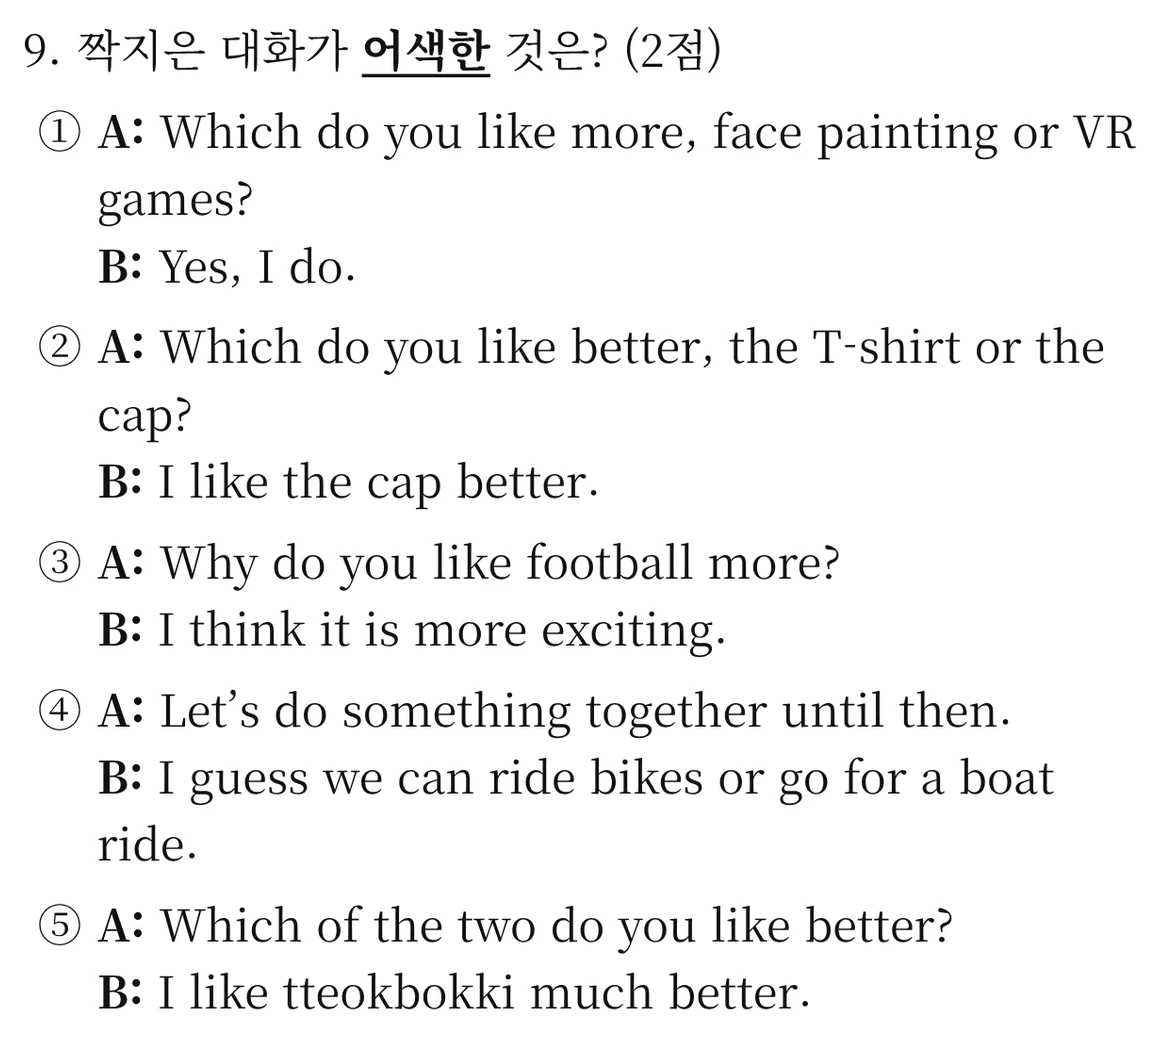 9. 짝지은 대화가 어색한 것은? (2점)
① A: Which do you like more, face painting or VR
games?
B: Yes, I do.
② A: Which do you like better, the T-shirt or the
cap?
B: I like the cap better.
③ A: Why do you like football more?
B: I think it is more exciting.
④ A: Let’s do something together until then.
B: I guess we can ride bikes or go for a boat
ride.
⑤ A: Which of the two do you like better?
B: I like tteokbokki much better.